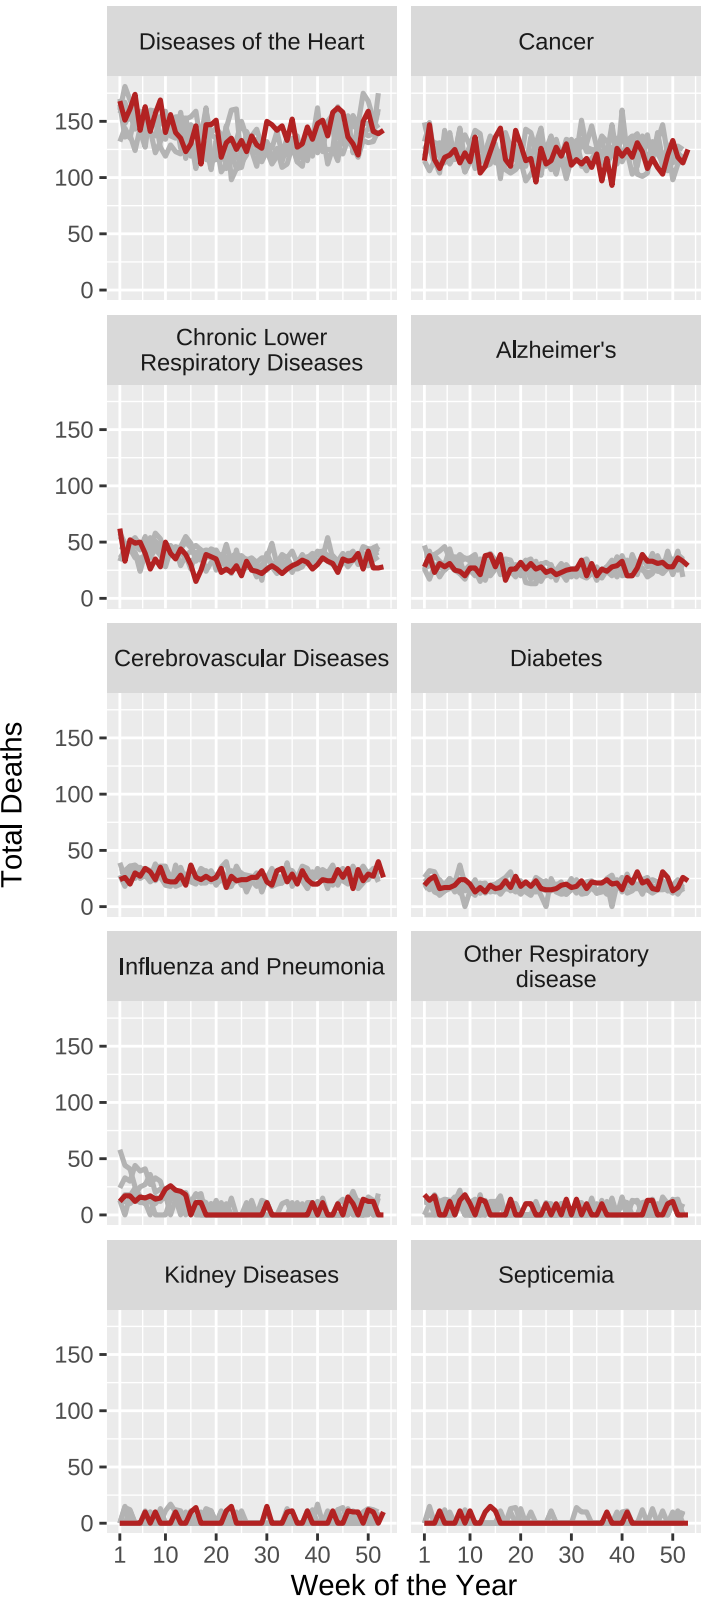 Diseases of the Heart
Cancer
150
100
50
0
Chronic Lower
Respiratory Diseases
Alzheimer's
150
100
50
0
Cerebrovascular Diseases
Diabetes
150
100
50
0
Influenza and Pneumonia
Other Respiratory
disease
150
100
50
0
Kidney Diseases
Septicemia
150
100
50
0
1 10 20 30 40 50
1 10 20 30 40 50
Week of the Year
Total Deaths